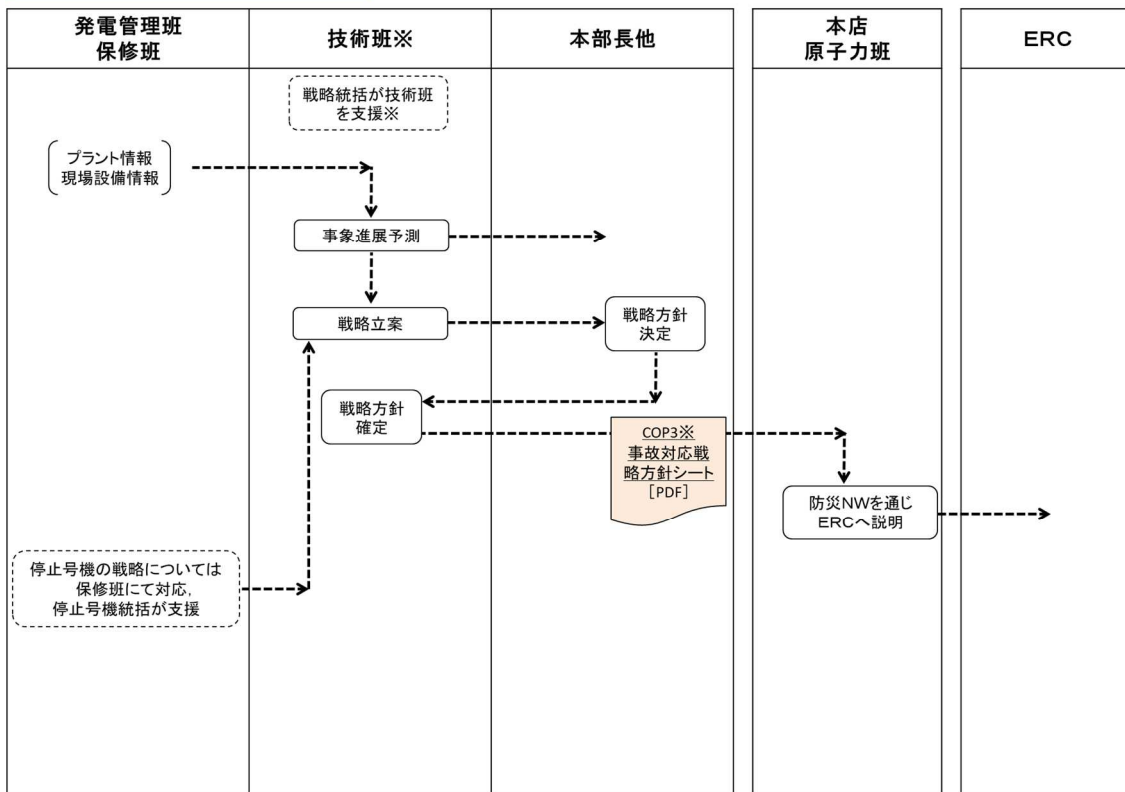 発電管理班
保修班
技術班※
本部長他
本店
原子力班
ERC
戦略統括が技術班
を支援※
プラント情報
現場設備情報
事象進展予測
戦略立案
戦略方針
決定
戦略方針
確定
COP3※
事故対応戦
略方針シート
[PDF]
防災NWを通じ
ERCへ説明
停止号機の戦略については
保修班にて対応,
停止号機統括が支援